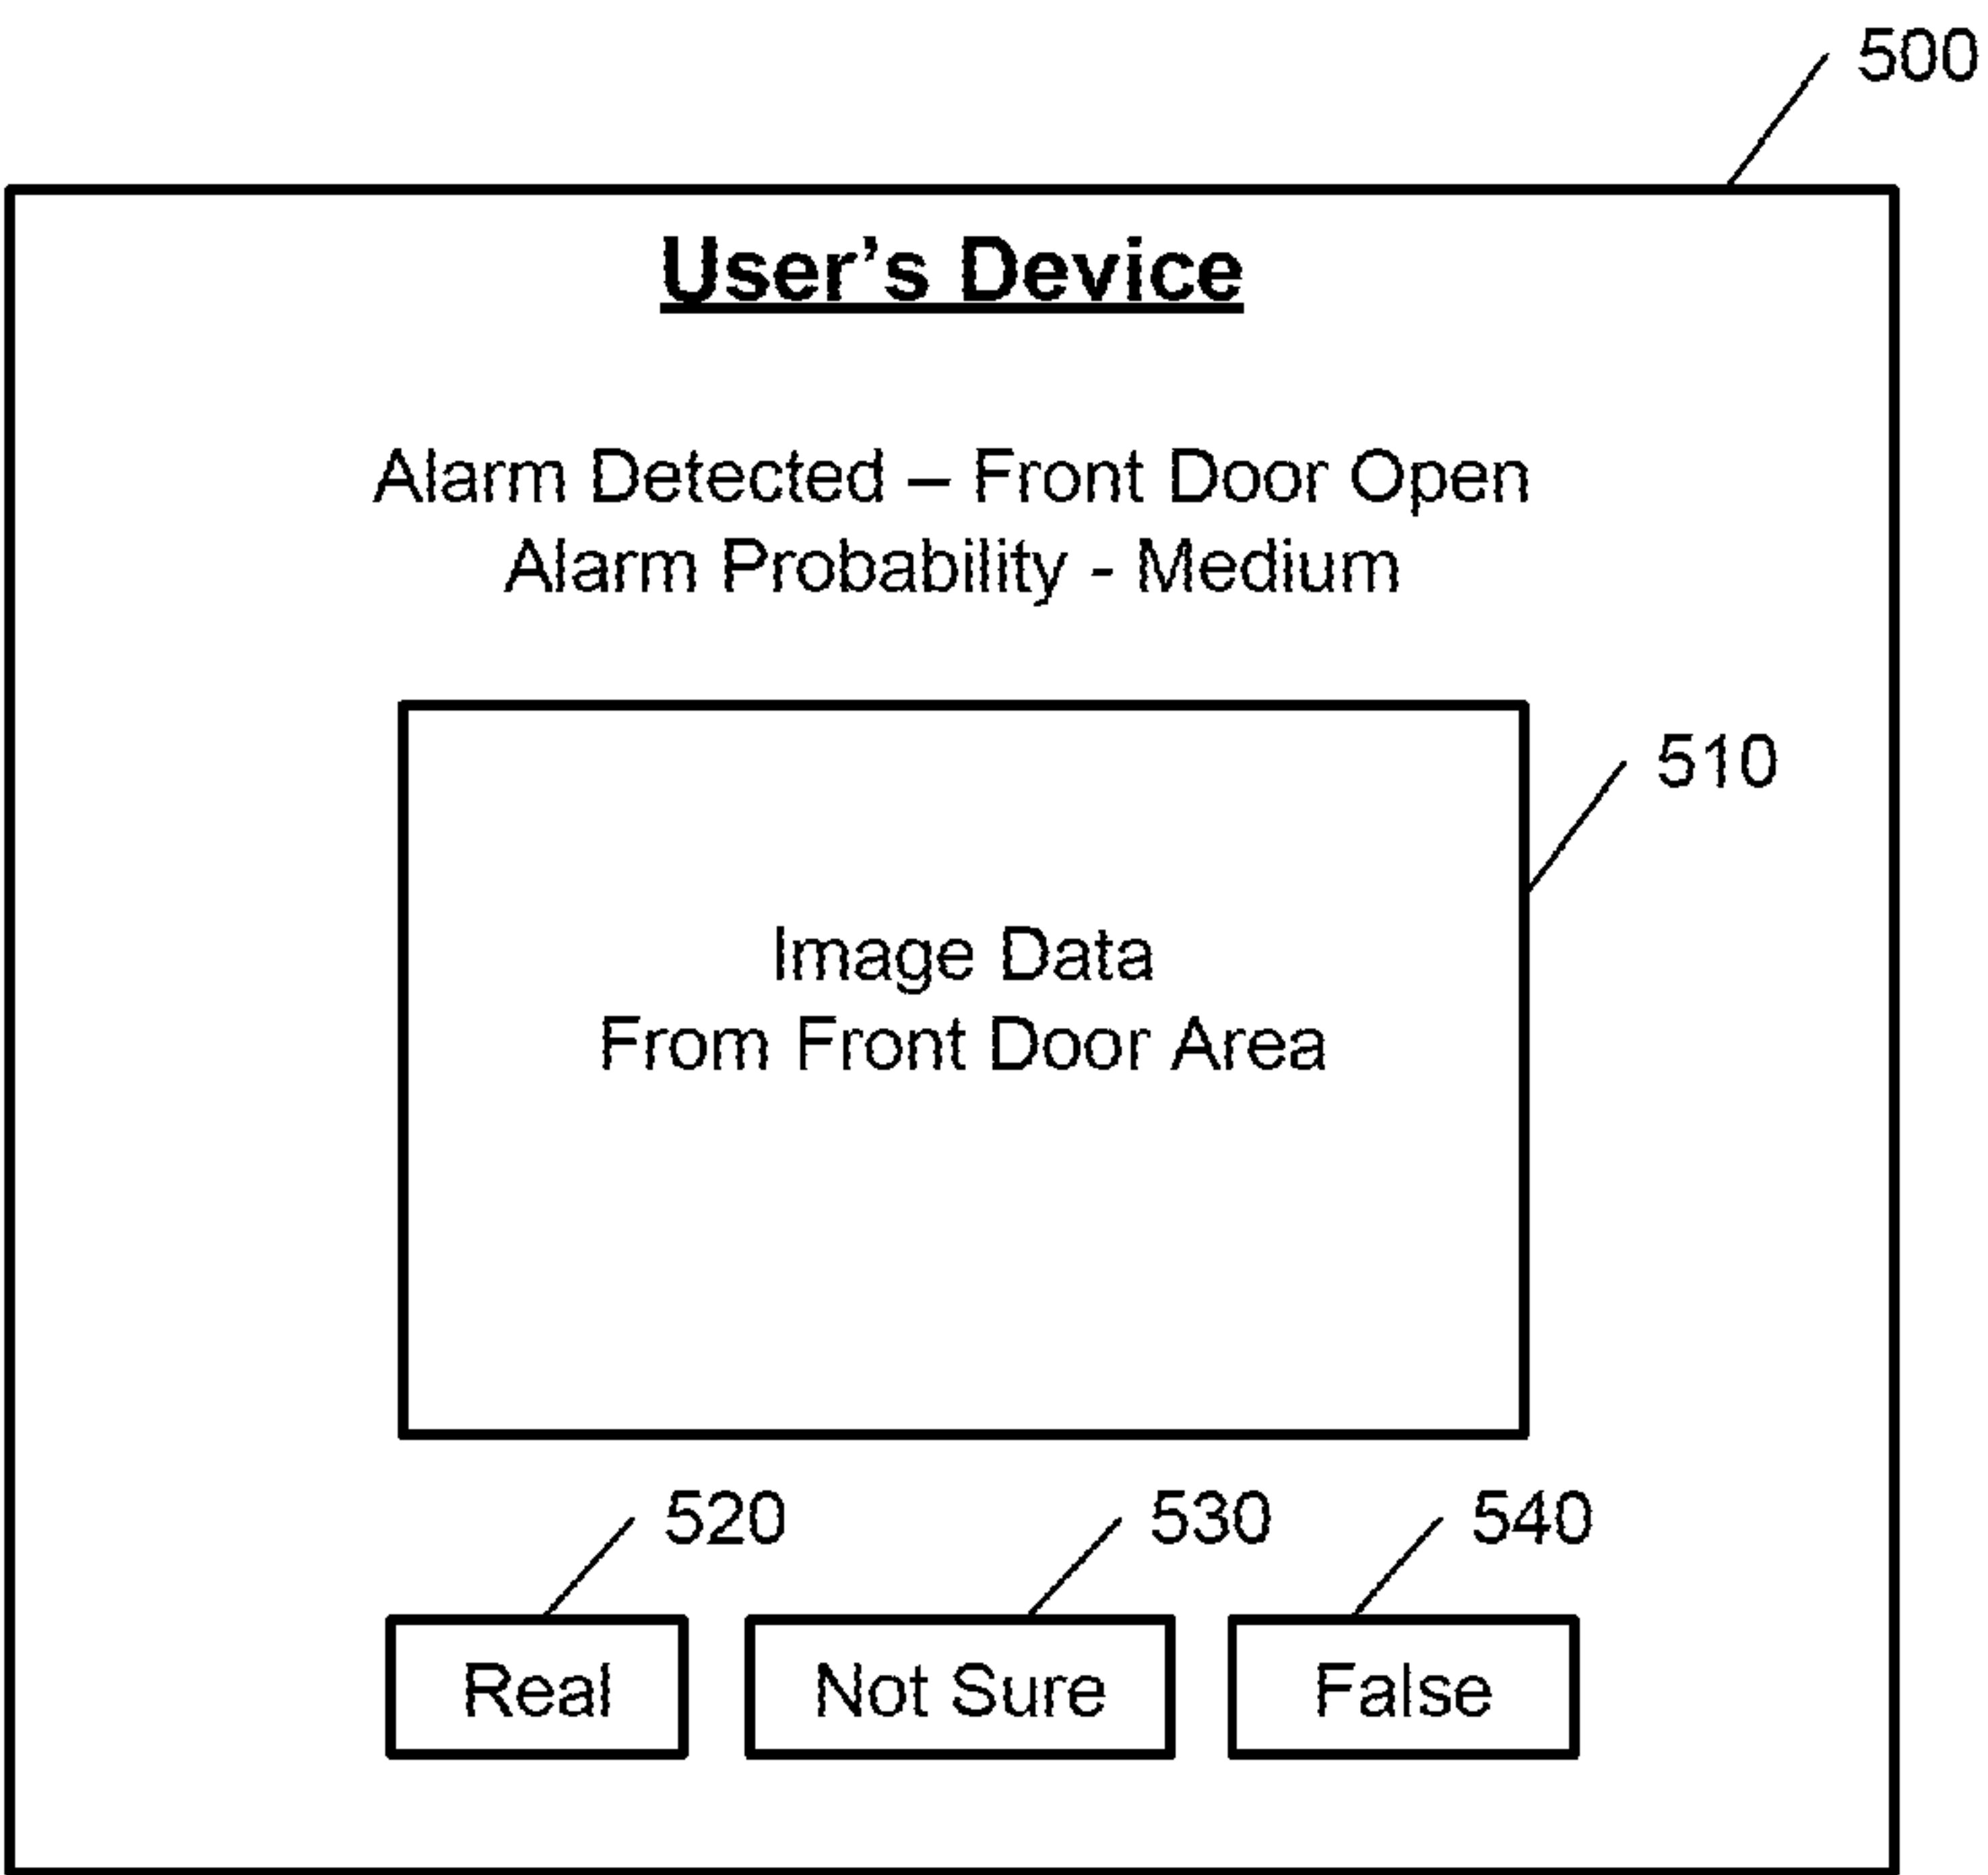 500
User's Device
Alarm Detected – Front Door Open
Alarm Probability - Medium
510
Image Data
From Front Door Area
520
530
540
Real
Not Sure
False